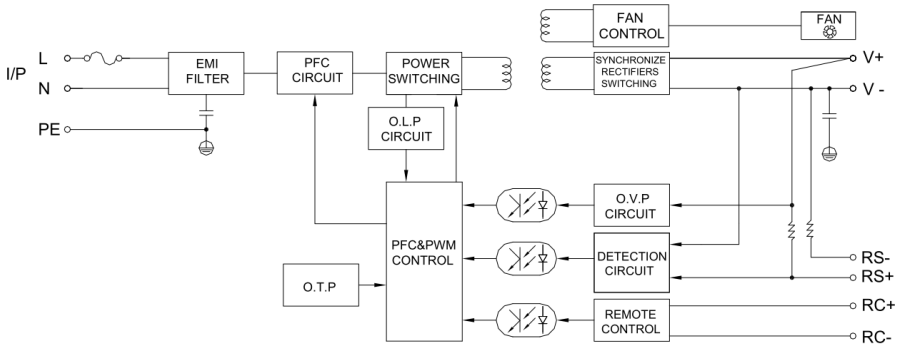 FAN
CONTROL
FAN
I/P
L
N
PE
EMI
FILTER
PFC
CIRCUIT
POWER
SWITCHING
SYNCHRONIZE
RECTIFIERS
SWITCHING
V+
V -
O.L.P
CIRCUIT
PFC&PWM
CONTROL
O.V.P
CIRCUIT
DETECTION
CIRCUIT
RS-
RS+
O.T.P
REMOTE
CONTROL
RC+
RC-